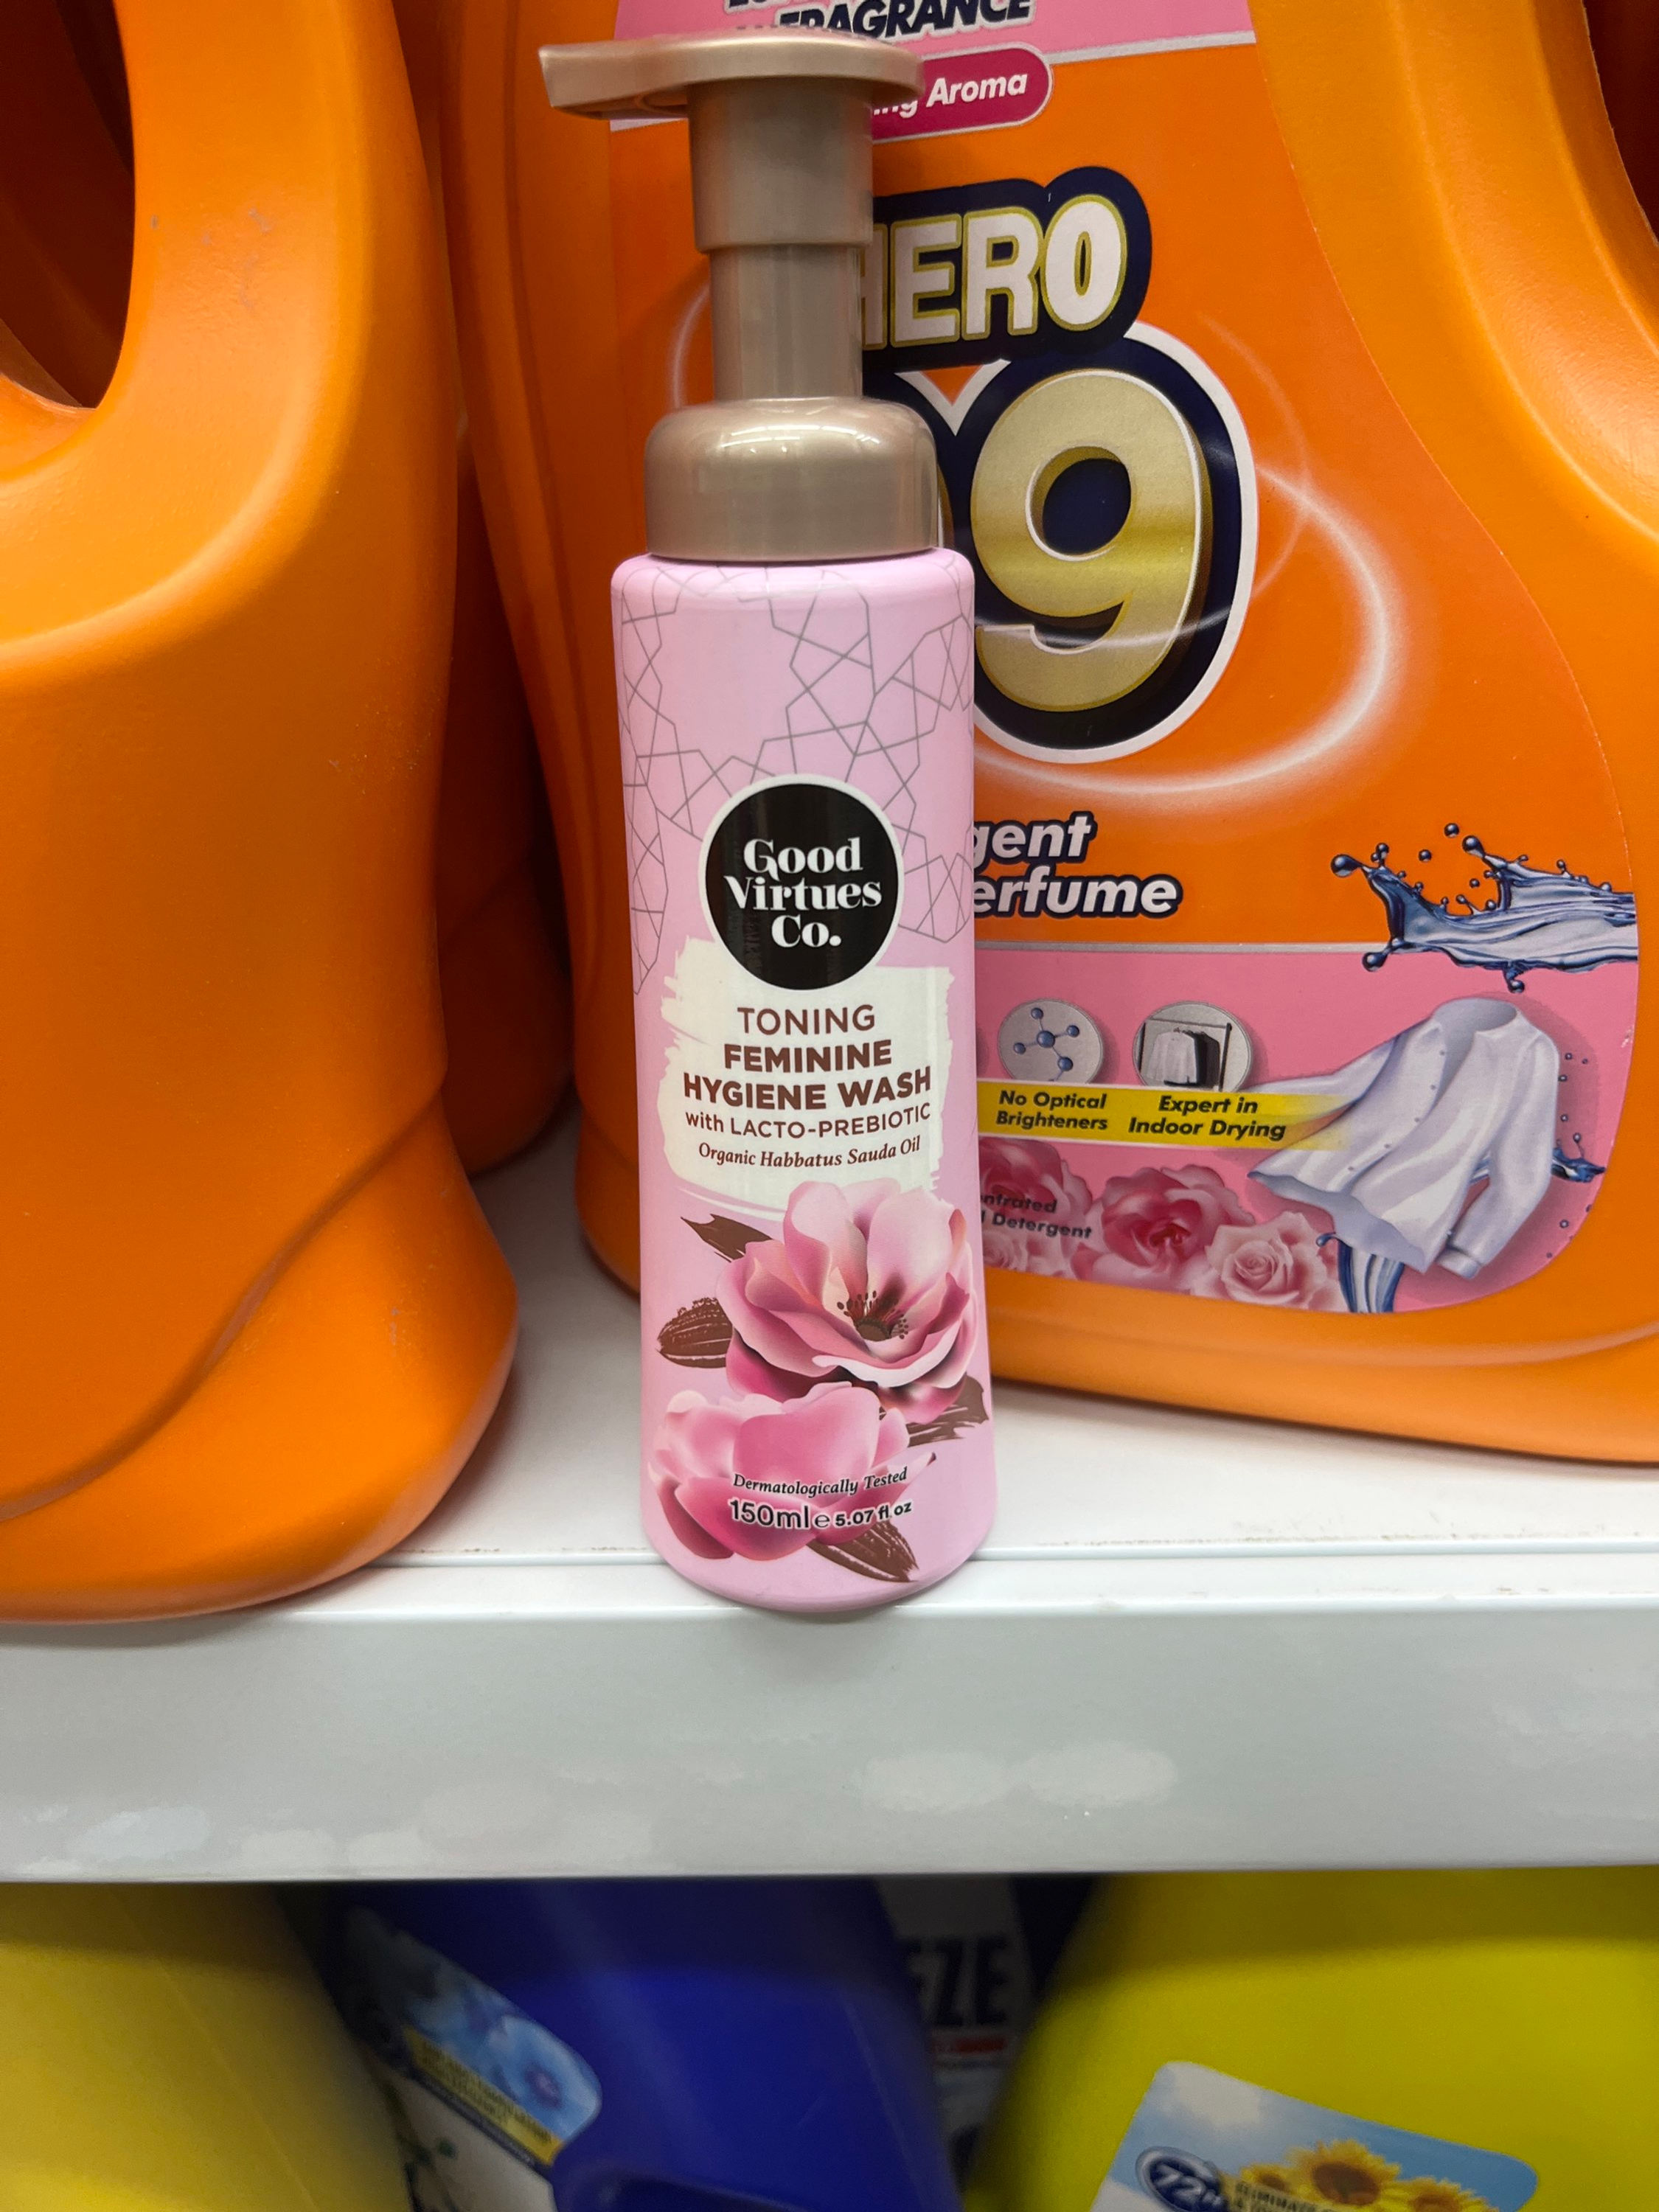 FRAGRANCE
Aroma
HERO
9
Good
Virtues
Co.
TONING
FEMININE
HYGIENE WASH
with LACTO-PREBIOTIC
Organic Habbatus Sauda Oil
Dermatologically Tested
150ml e 5.07 fl oz
gent
erfume
No Optical
Brighteners
Expert in
Indoor Drying
Detergent
EZE